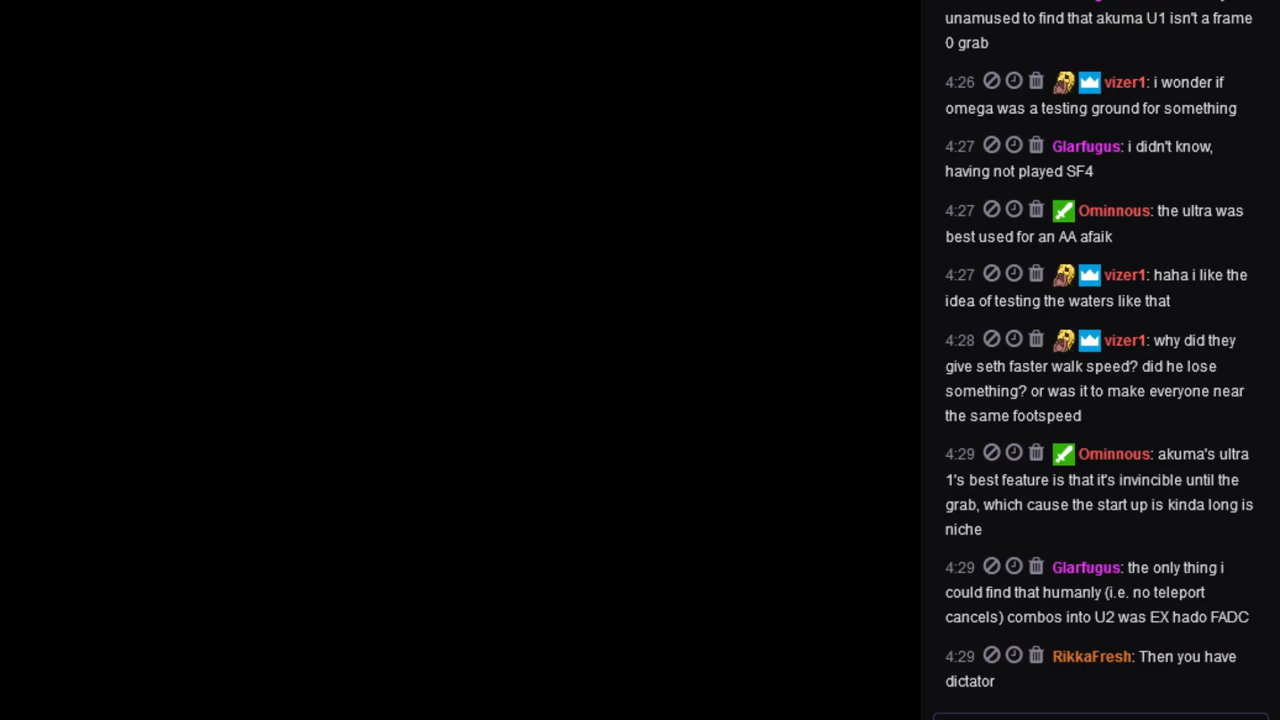 unamused to find that akuma U1 isn't a frame
0 grab
4:26 vizer1: i wonder if
omega was a testing ground for something
4:27 Glarfugus: i didn't know,
having not played SF4
4:27 Ominnous: the ultra was
best used for an AA afaik
4:27 vizer1: haha i like the
idea of testing the waters like that
4:28 vizer1: why did they
give seth faster walk speed? did he lose
something? or was it to make everyone near
the same footspeed
4:29 Ominnous: akuma's ultra
1's best feature is that it's invincible until the
grab, which cause the start up is kinda long is
niche
4:29 Glarfugus: the only thing i
could find that humanly (i.e. no teleport
cancels) combos into U2 was EX hado FADC
4:29 RikkaFresh: Then you have
dictator